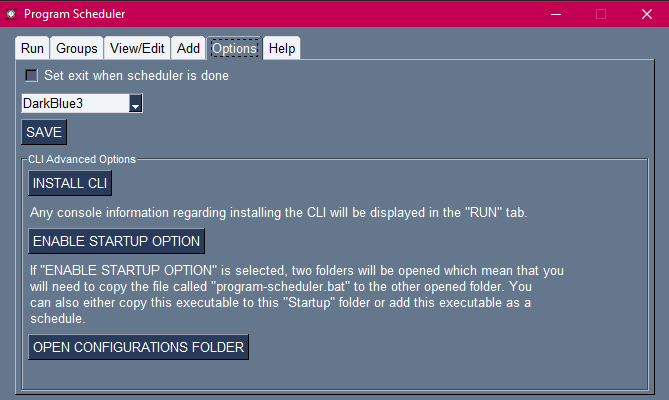 Program Scheduler
Run Groups View/Edit Add Options Help
Set exit when scheduler is done
DarkBlue3
SAVE
CLI Advanced Options
INSTALL CLI
Any console information regarding installing the CLI will be displayed in the "RUN" tab.
ENABLE STARTUP OPTION
If "ENABLE STARTUP OPTION" is selected, two folders will be opened which mean that you
will need to copy the file called "program-scheduler.bat" to the other opened folder. You
can also either copy this executable to this "Startup" folder or add this executable as a
schedule.
OPEN CONFIGURATIONS FOLDER